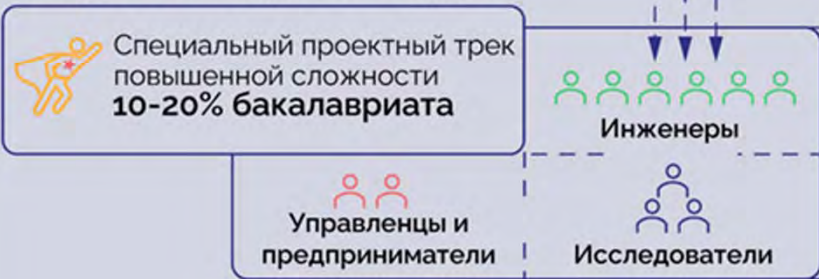 Специальный проектный трек
повышенной сложности
10-20% бакалавриата
Инженеры
Управленцы и
предприниматели
Исследователи